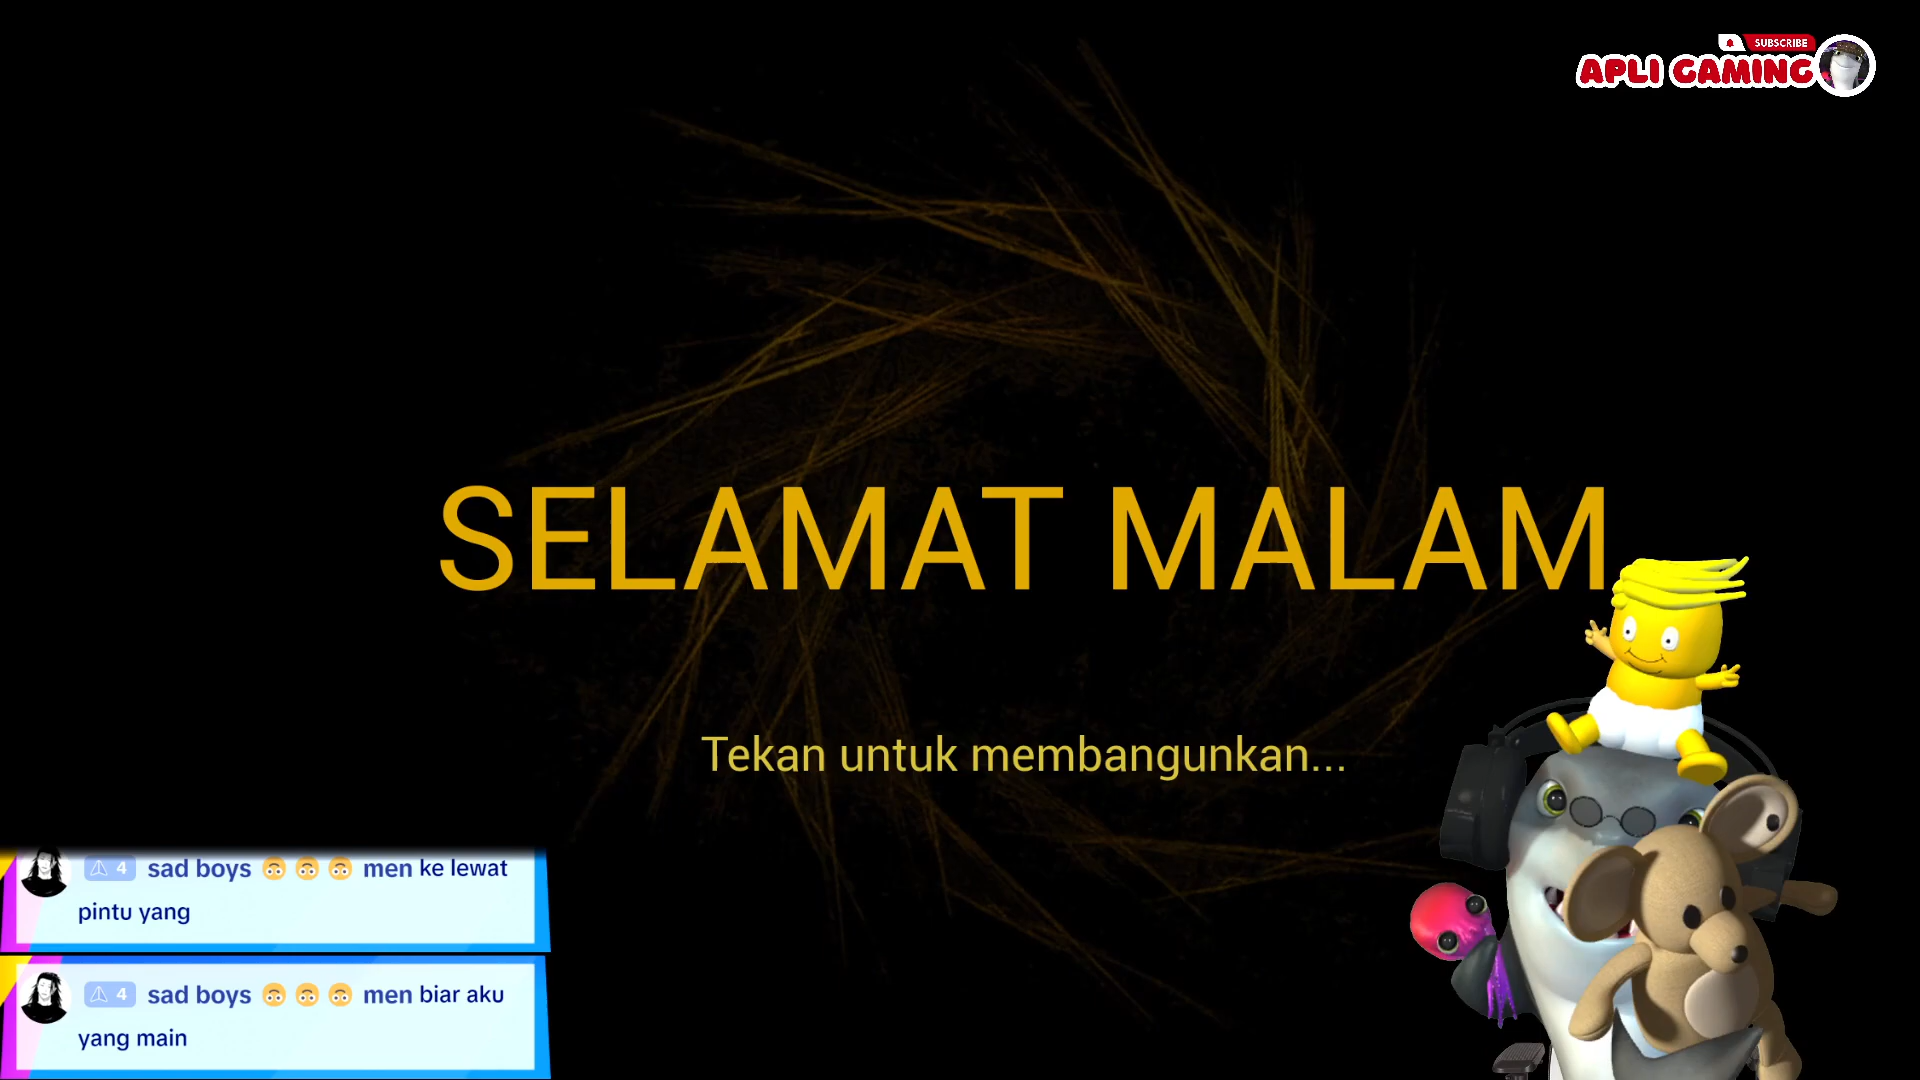 SUBSCRIBE
APLI GAMING
SELAMAT MALAM
Tekan untuk membangunkan...
4 sad boys 🙃 🙃 🙃 men ke lewat
pintu yang
4 sad boys 🙃 🙃 🙃 men biar aku
yang main